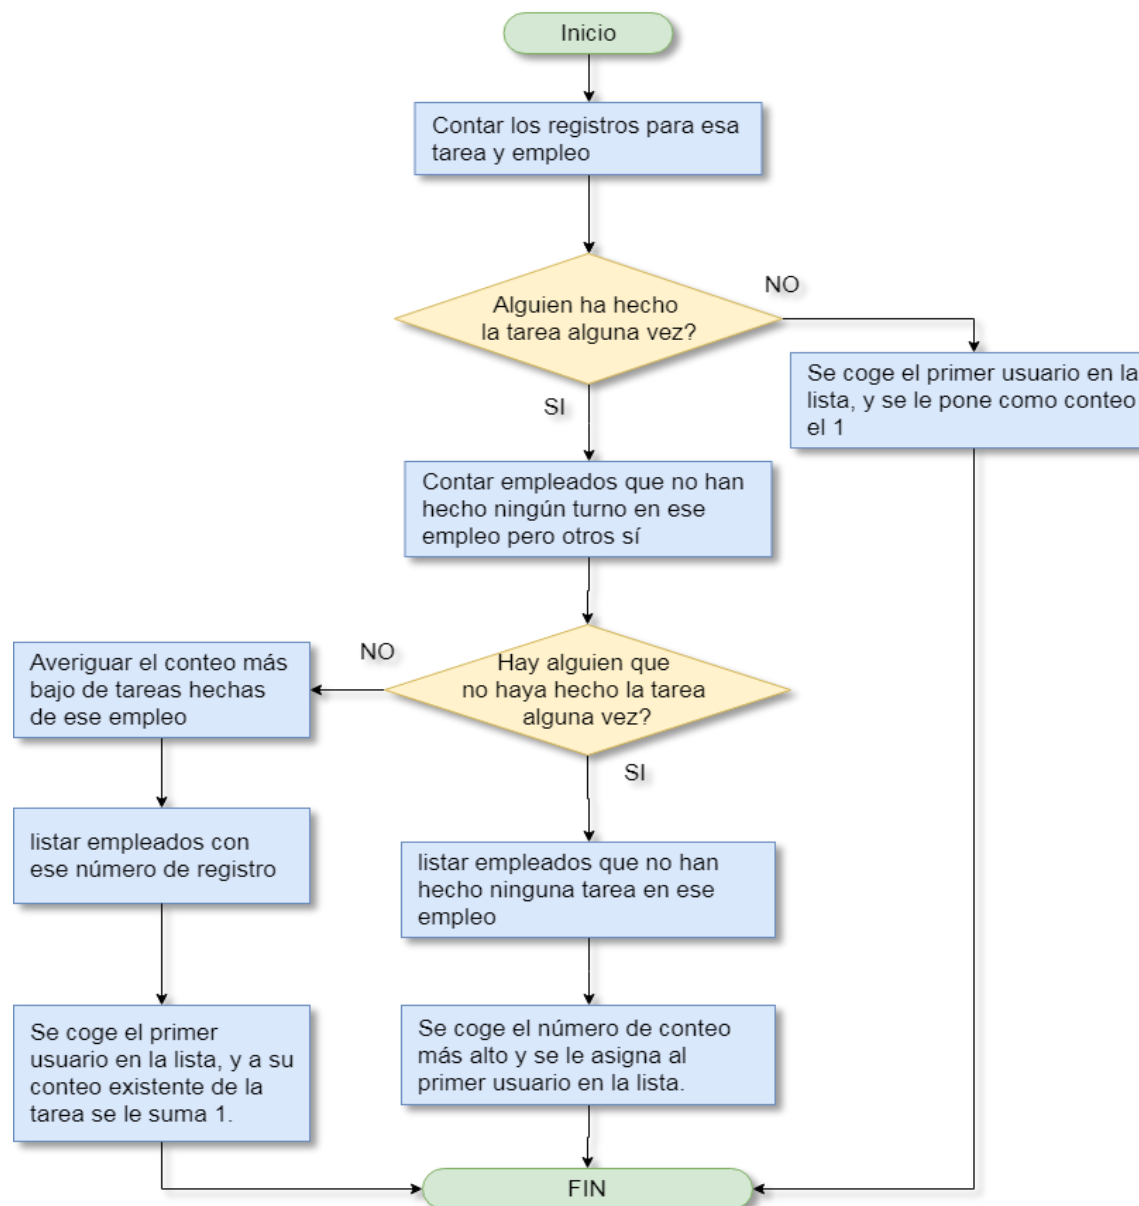 Inicio
Contar los registros para esa
tarea y empleo
Alguien ha hecho
la tarea alguna vez?
NO
Se coge el primer usuario en la
lista, y se le pone como conteo
el 1
SI
Contar empleados que no han
hecho ningún turno en ese
empleo pero otros sí
Hay alguien que
no haya hecho la tarea
alguna vez?
NO
Averiguar el conteo más
bajo de tareas hechas
de ese empleo
listar empleados con
ese número de registro
Se coge el primer
usuario en la lista, y a su
conteo existente de la
tarea se le suma 1.
SI
listar empleados que no han
hecho ninguna tarea en ese
empleo
Se coge el número de conteo
más alto y se le asigna al
primer usuario en la lista.
FIN